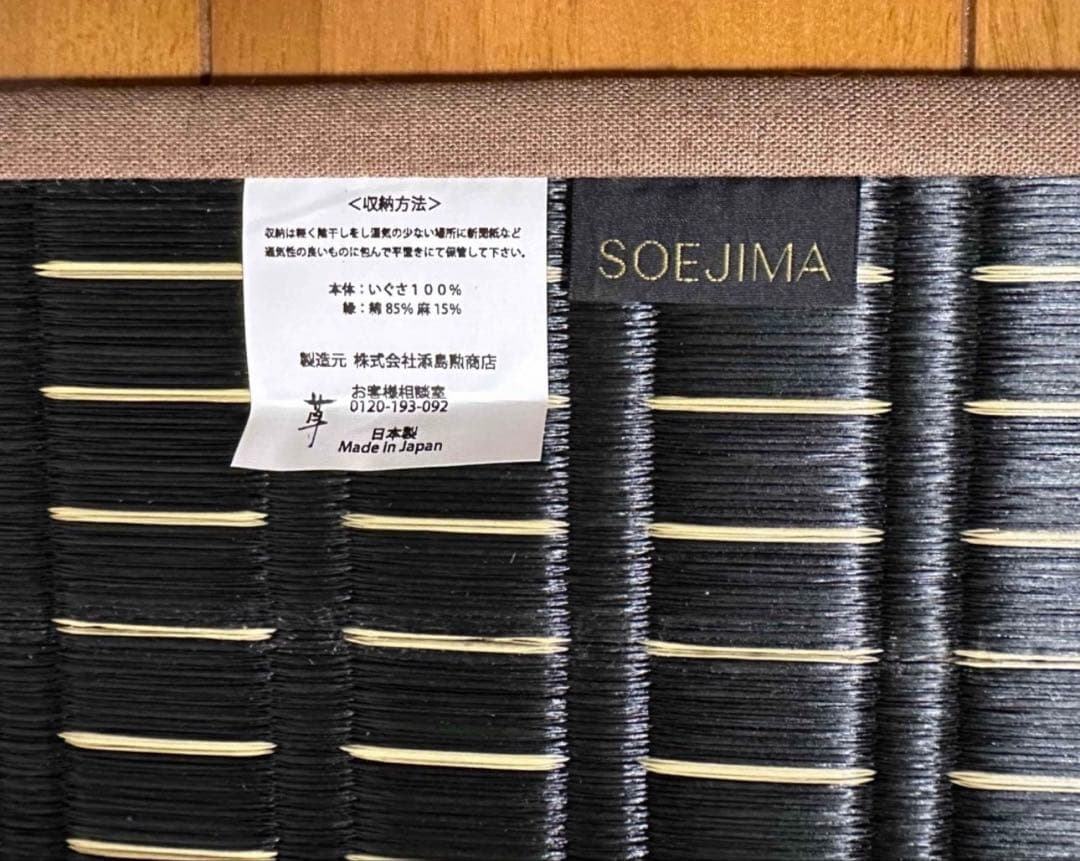 ＜収納方法＞
収納は軽く陰干しをし湿気の少ない場所に新聞紙など
通気性の良いものに包んで平置きにて保管して下さい。
本体：いぐさ１００％
縁：綿85% 麻15%
製造元 株式会社添島勲商店
お客様相談室
0120-193-092
日本製
Made in Japan
SOEJIMA